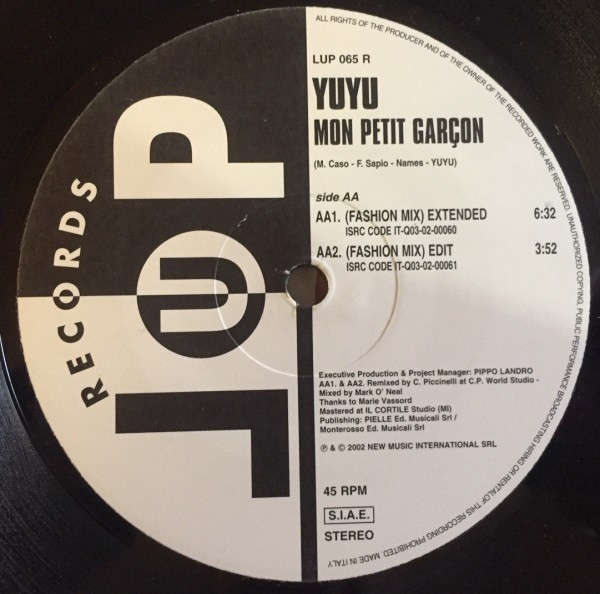 ALL RIGHTS OF THE PRODUCER AND OF THE OWNER OF THE RECORDED WORK ARE RESERVED. UNAUTHORIZED COPYING, PUBLIC PERFORMANCE BROADCASTING HIRING OR RENTAL OF THIS RECORDING PROHIBITED. MADE IN ITALY
LUP 065 R
YUYU
MON PETIT GARÇON
(M. Caso - F. Sapio - Names - YUYU)
side AA
AA1. (FASHION MIX) EXTENDED 6:32
ISRC CODE IT-Q03-02-00060
AA2. (FASHION MIX) EDIT 3:52
ISRC CODE IT-Q03-02-00061
LUP
RECORDS
Executive Production & Project Manager: PIPPO LANDRO
AA1. & AA2. Remixed by C. Piccinelli at C.P. World Studio -
Mixed by Mark O' Neal
Thanks to Marie Vassord
Mastered at IL CORTILE Studio (MI)
Publishing: PIELLE Ed. Musicali Srl /
Monterosso Ed. Musicali Srl
℗ & © 2002 NEW MUSIC INTERNATIONAL SRL
45 RPM
S.I.A.E.
STEREO